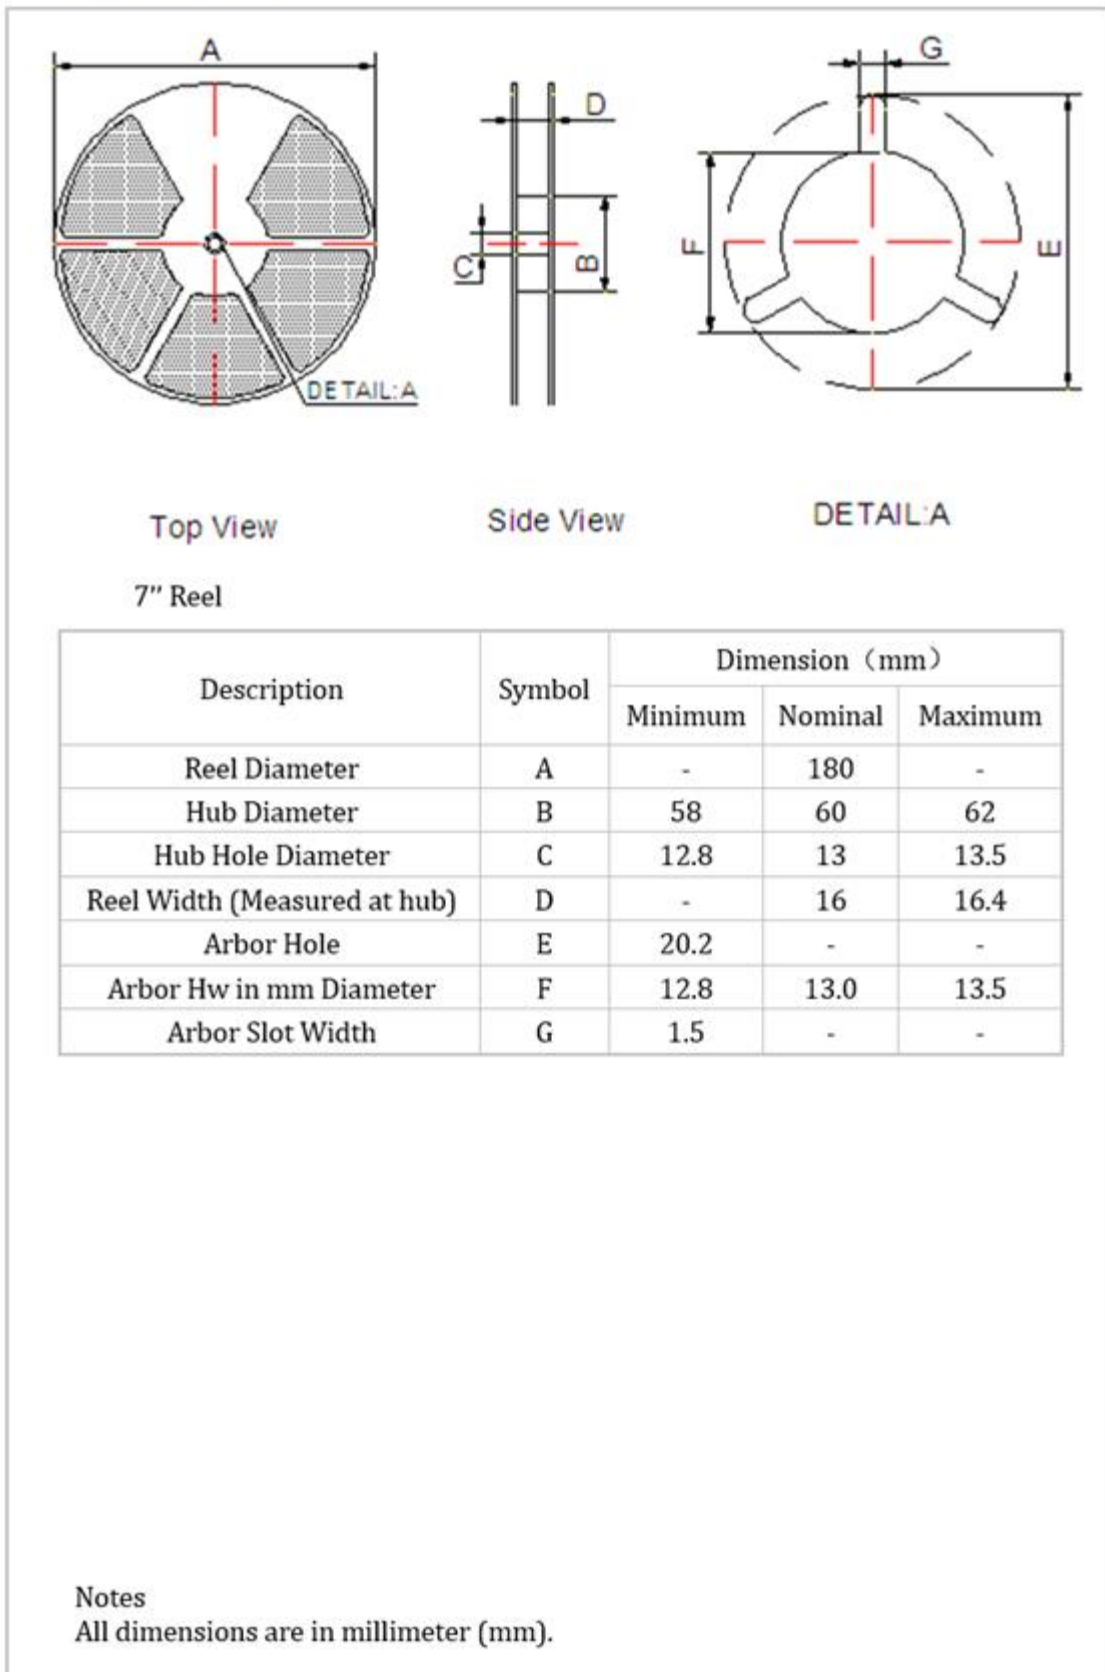 A
D
G
C
B
F
E
DETAIL:A
Top View
Side View
DETAIL:A
7’’ Reel
Description Symbol Dimension（mm）
Minimum Nominal Maximum
Reel Diameter A - 180 -
Hub Diameter B 58 60 62
Hub Hole Diameter C 12.8 13 13.5
Reel Width (Measured at hub) D - 16 16.4
Arbor Hole E 20.2 - -
Arbor Hw in mm Diameter F 12.8 13.0 13.5
Arbor Slot Width G 1.5 - -
Notes
All dimensions are in millimeter (mm).